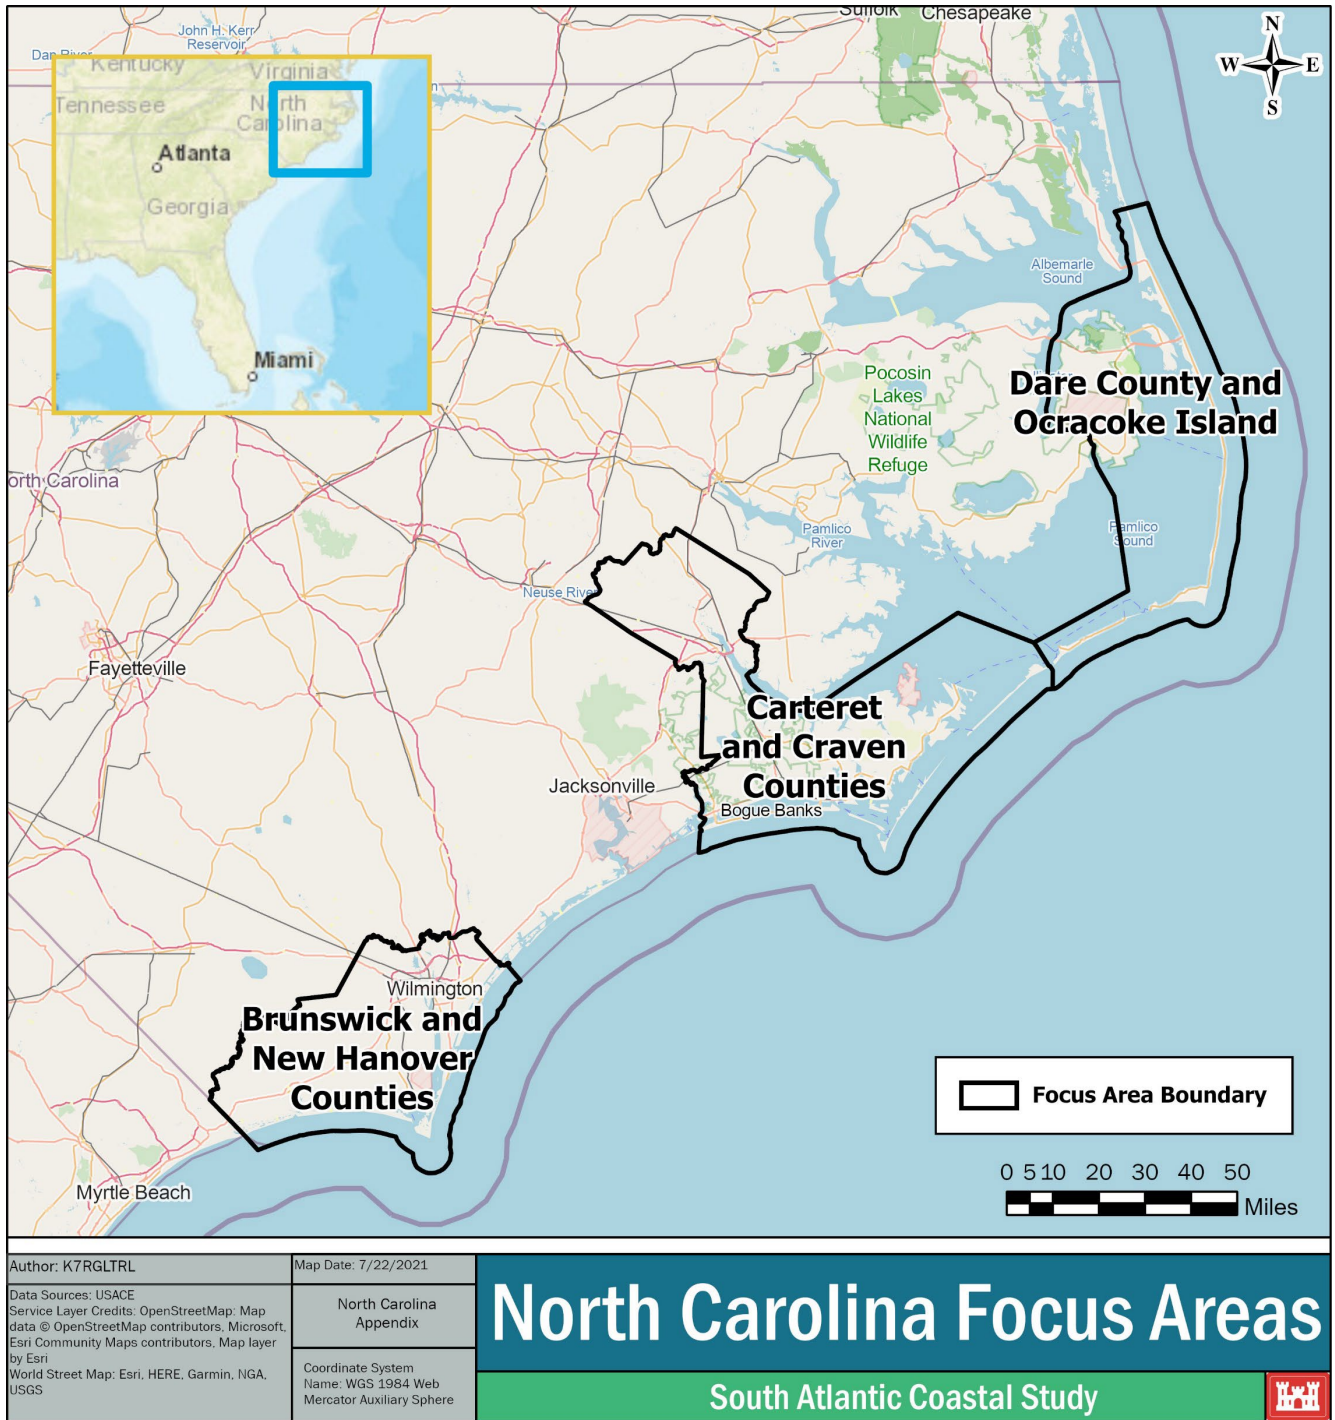 Suffolk
Chesapeake
John H. Kerr
Reservoir
Dan River
N
W
E
S
Kentucky
Virginia
Tennessee
North
Carolina
Atlanta
Georgia
Miami
Albemarle
Sound
Pocosin
Lakes
National
Wildlife
Refuge
Dare County and
Ocracoke Island
orth Carolina
Pamlico
River
Pamlico
Sound
Neuse River
Fayetteville
Carteret
and Craven
Counties
Jacksonville
Bogue Banks
Wilmington
Brunswick and
New Hanover
Counties
Myrtle Beach
Focus Area Boundary
0 5 10 20 30 40 50
Miles
Author: K7RGLTRL
Data Sources: USACE
Service Layer Credits: OpenStreetMap: Map
data © OpenStreetMap contributors, Microsoft,
Esri Community Maps contributors, Map layer
by Esri
World Street Map: Esri, HERE, Garmin, NGA,
USGS
Map Date: 7/22/2021
North Carolina
Appendix
Coordinate System
Name: WGS 1984 Web
Mercator Auxiliary Sphere
North Carolina Focus Areas
South Atlantic Coastal Study